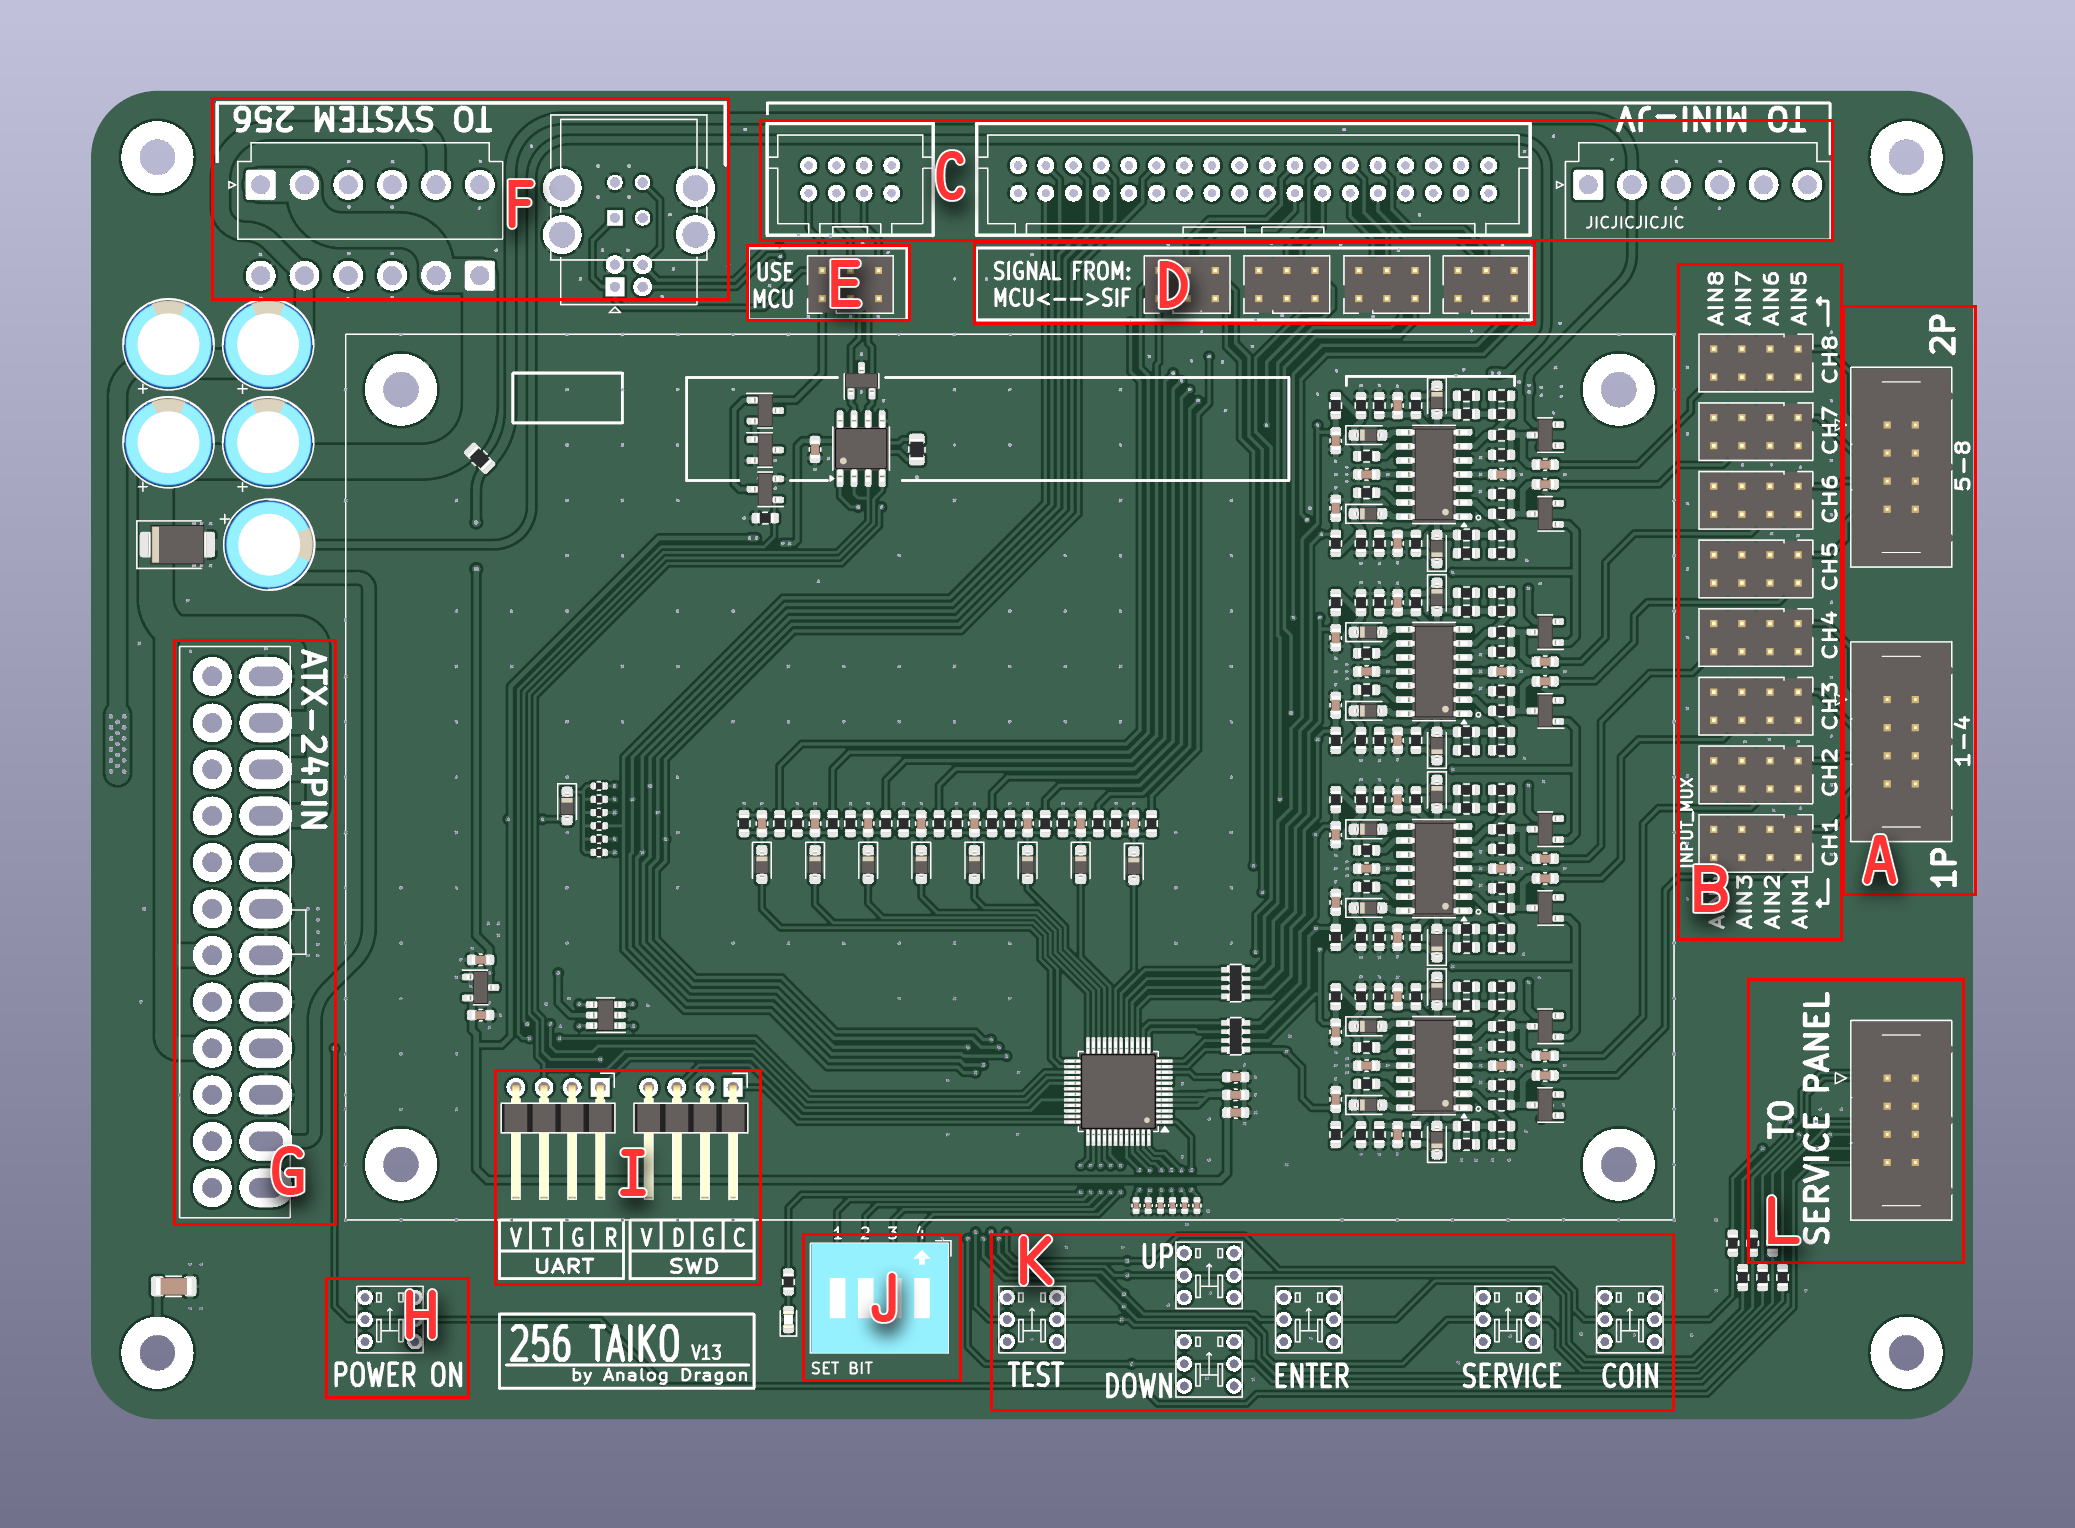 TO SYSTEM 256
TO MINI-JV
F
C
JICJICJICJIC
USE
MCU
E
SIGNAL FROM:
MCU<-->SIF
D
AIN8
AIN7
AIN6
AIN5
2P
CH8
CH7
CH6
CH5
CH4
CH3
CH2
CH1
5-8
1-4
INPUT_MUX
B
A
1P
AIN3
AIN2
AIN1
ATX-24PIN
G
TO
SERVICE PANEL
L
I
V T G R
UART
V D G C
SWD
1 2 3 4
J
SET BIT
H
POWER ON
256 TAIKO V13
by Analog Dragon
K
UP
TEST
DOWN
ENTER
SERVICE
COIN